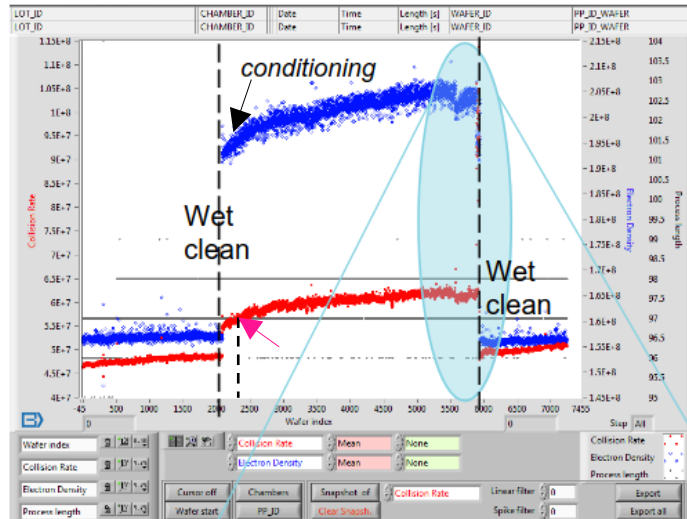 LOT_ID CHAMBER_ID Date Time Length [s] WAFER_ID PP_ID_WAFER
LOT_ID CHAMBER_ID Date Time Length [s] WAFER_ID PP_ID_WAFER
1.15E+8 2.15E+8 104
1.1E+8 2.1E+8 103.5
103
1.05E+8 conditioning 2.05E+8 102.5
1E+8 2E+8 102
9.5E+7 101.5
9E+7 1.95E+8 101
8.5E+7 1.9E+8 100.5
8E+7 1.85E+8 100
Collision Rate Electron Density Process length
7.5E+7 1.8E+8 99.5
7E+7 Wet clean 1.75E+8 99
6.5E+7 1.7E+8 98
6E+7 Wet clean 1.65E+8 97.5
5.5E+7 1.6E+8 97
5E+7 1.55E+8 96
4.5E+7 1.5E+8 95.5
4E+7 1.45E+8 95
-45 500 1000 1500 2000 2500 3000 3500 4000 4500 5000 5500 6000 6500 7000 7455
0 Wafer index 0 Step All
Wafer index Collision Rate Mean None Collision Rate
Collision Rate Electron Density Mean None Electron Density
Electron Density Process length
Cursor off Chambers Snapshot of Collision Rate Linear filter 0 Export
Process length Wafer start PP_ID Clear Snapsh. Spike filter 0 Export all